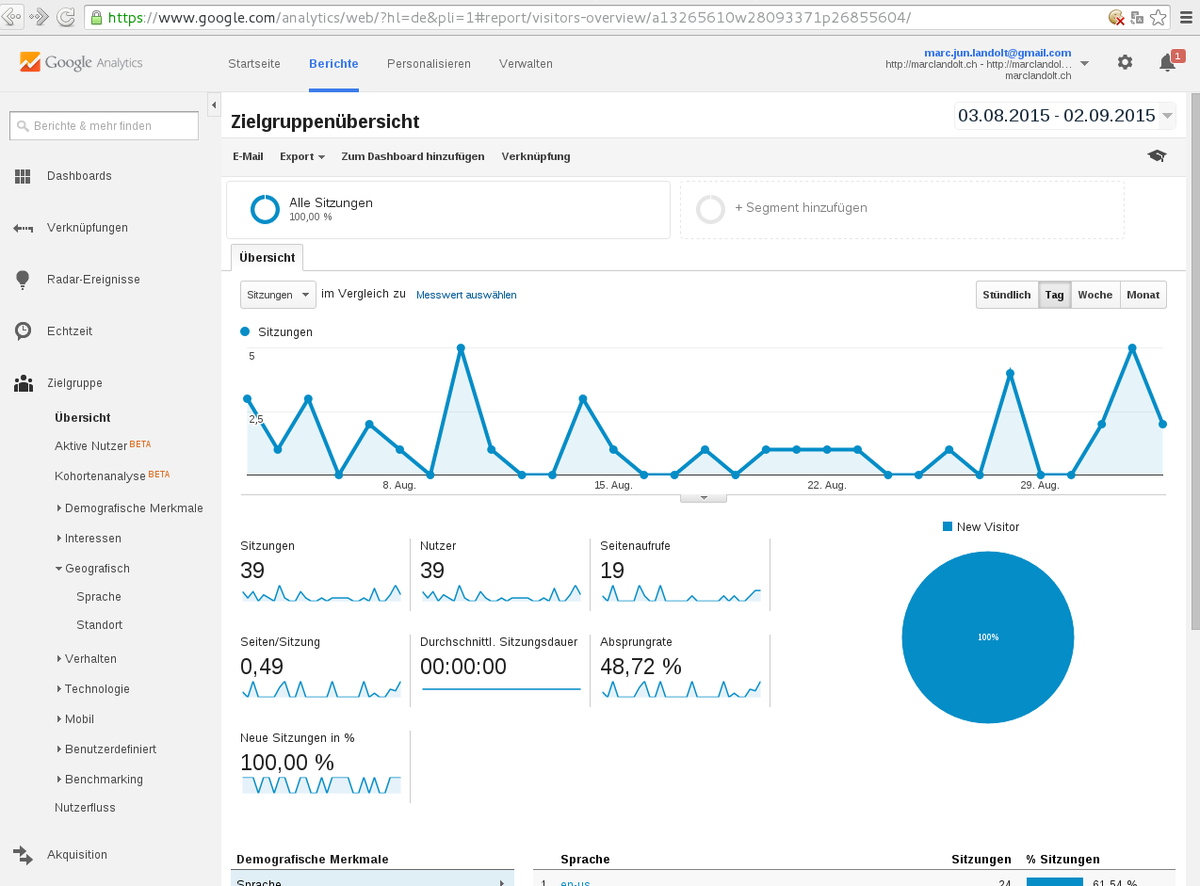 https://www.google.com/analytics/web/?hl=de&pli=1#report/visitors-overview/a13265610w28093371p26855604/
Google Analytics
Startseite
Berichte
Personalisieren
Verwalten
marc.jun.landolt@gmail.com
http://marclandolt.ch - http://marclandol...
marclandolt.ch
1
Berichte & mehr finden
Dashboards
Verknüpfungen
Radar-Ereignisse
Echtzeit
Zielgruppe
Übersicht
Aktive Nutzer BETA
Kohortenanalyse BETA
Demografische Merkmale
Interessen
Geografisch
Sprache
Standort
Verhalten
Technologie
Mobil
Benutzerdefiniert
Benchmarking
Nutzerfluss
Akquisition
Zielgruppenübersicht
03.08.2015 - 02.09.2015
E-Mail
Export
Zum Dashboard hinzufügen
Verknüpfung
Alle Sitzungen
100,00 %
+ Segment hinzufügen
Übersicht
Sitzungen
im Vergleich zu
Messwert auswählen
Stündlich
Tag
Woche
Monat
Sitzungen
5
2,5
8. Aug.
15. Aug.
22. Aug.
29. Aug.
Sitzungen
39
Nutzer
39
Seitenaufrufe
19
Seiten/Sitzung
0,49
Durchschnittl. Sitzungsdauer
00:00:00
Absprungrate
48,72 %
Neue Sitzungen in %
100,00 %
New Visitor
100%
Demografische Merkmale
Sprache
Sprache
Sitzungen
% Sitzungen
1. en-us
24
61,54 %